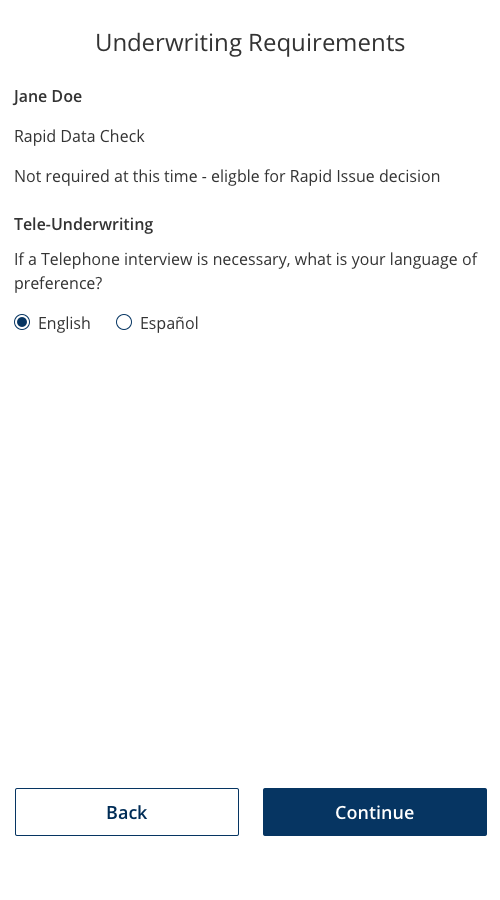 Underwriting Requirements
Jane Doe
Rapid Data Check
Not required at this time - eligble for Rapid Issue decision
Tele-Underwriting
If a Telephone interview is necessary, what is your language of
preference?
English Español
Back Continue